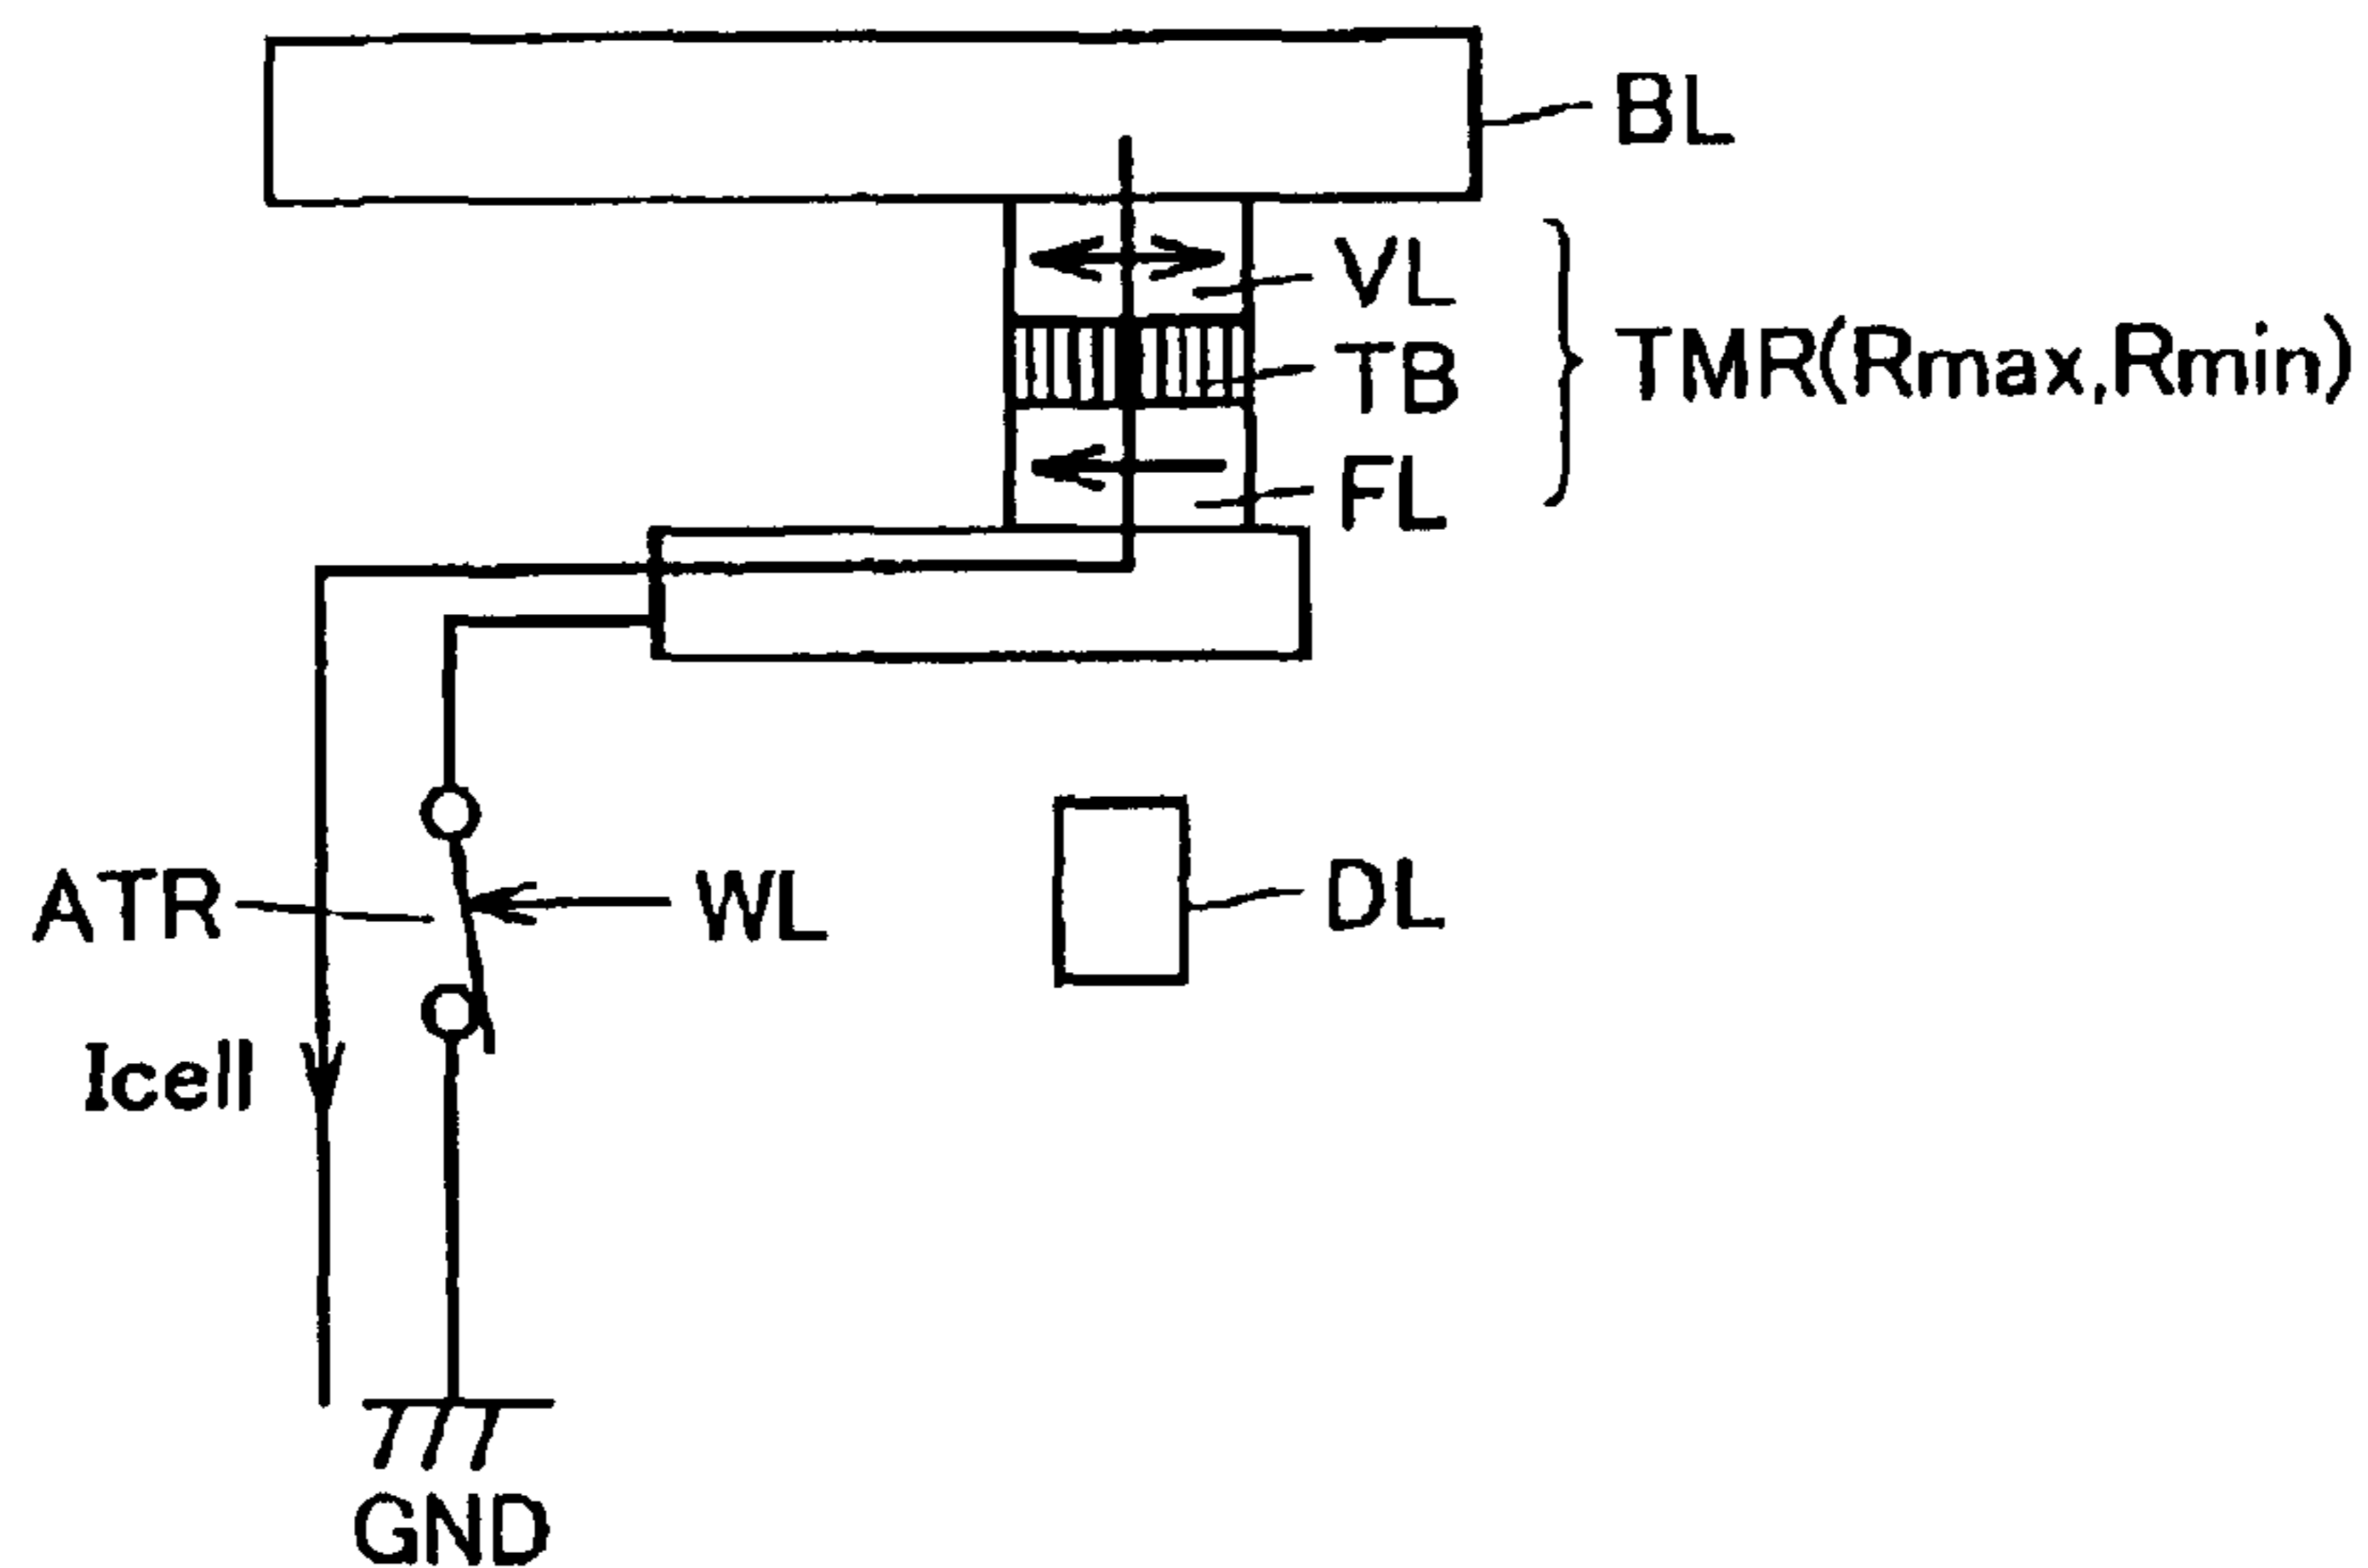 BL
VL
TB
TMR(Rmax,Rmin)
FL
ATR
WL
DL
Icell
GND